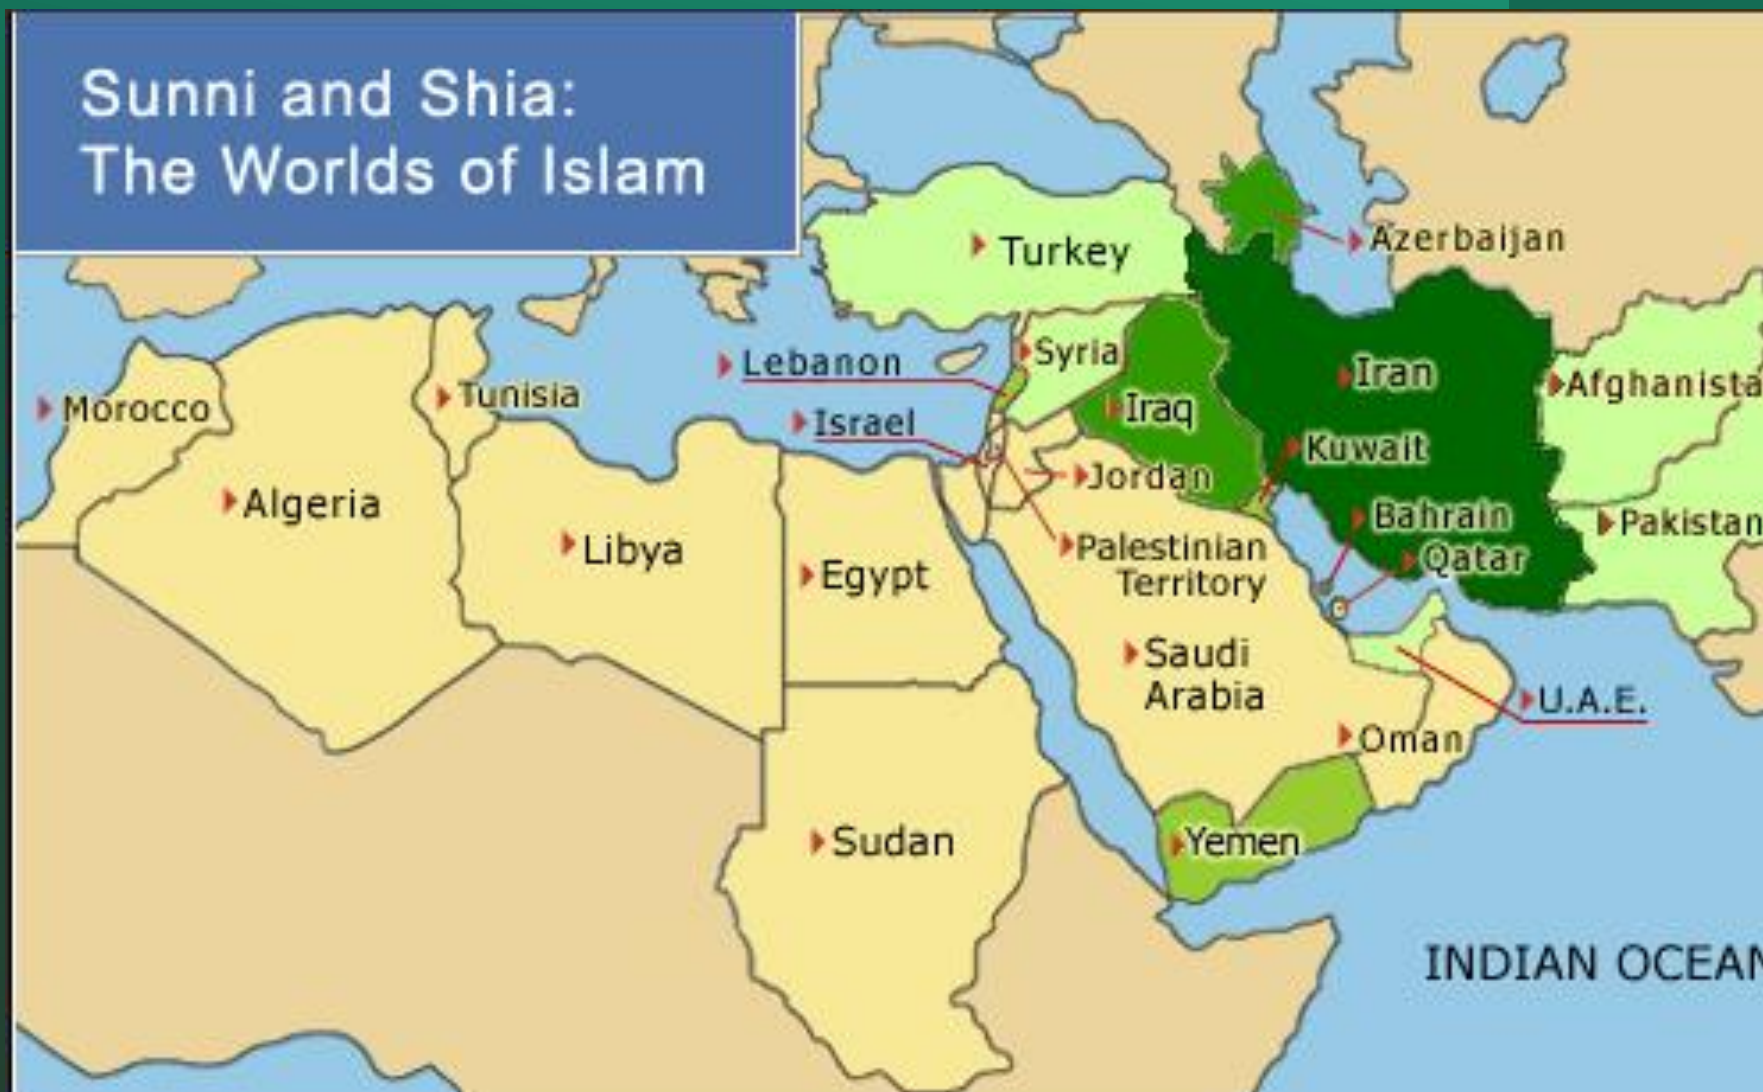 Sunni and Shia:
The Worlds of Islam
Turkey
Azerbaijan
Lebanon
Syria
Iran
Afghanista
Morocco
Tunisia
Israel
Iraq
Kuwait
Algeria
Jordan
Libya
Egypt
Palestinian
Territory
Bahrain
Qatar
Pakistan
Saudi
Arabia
U.A.E.
Oman
Sudan
Yemen
INDIAN OCEAN